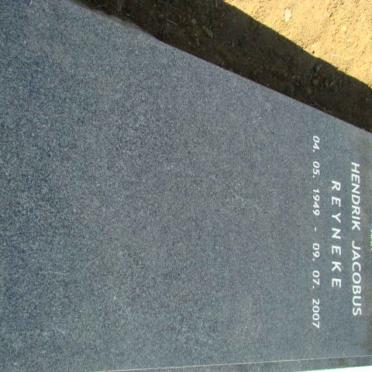 HENDRIK JACOBUS
REYNEKE
04. 05. 1949 - 09. 07. 2007